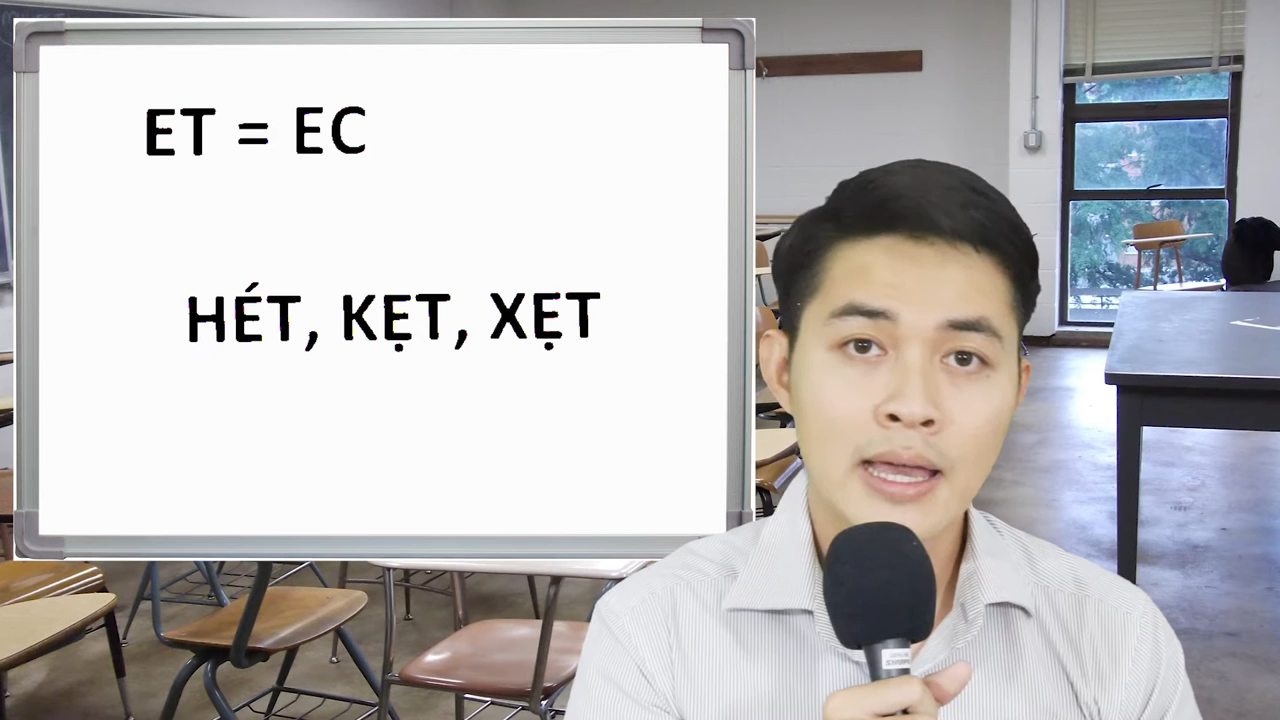 ET = EC
HÉT, KẸT, XẸT